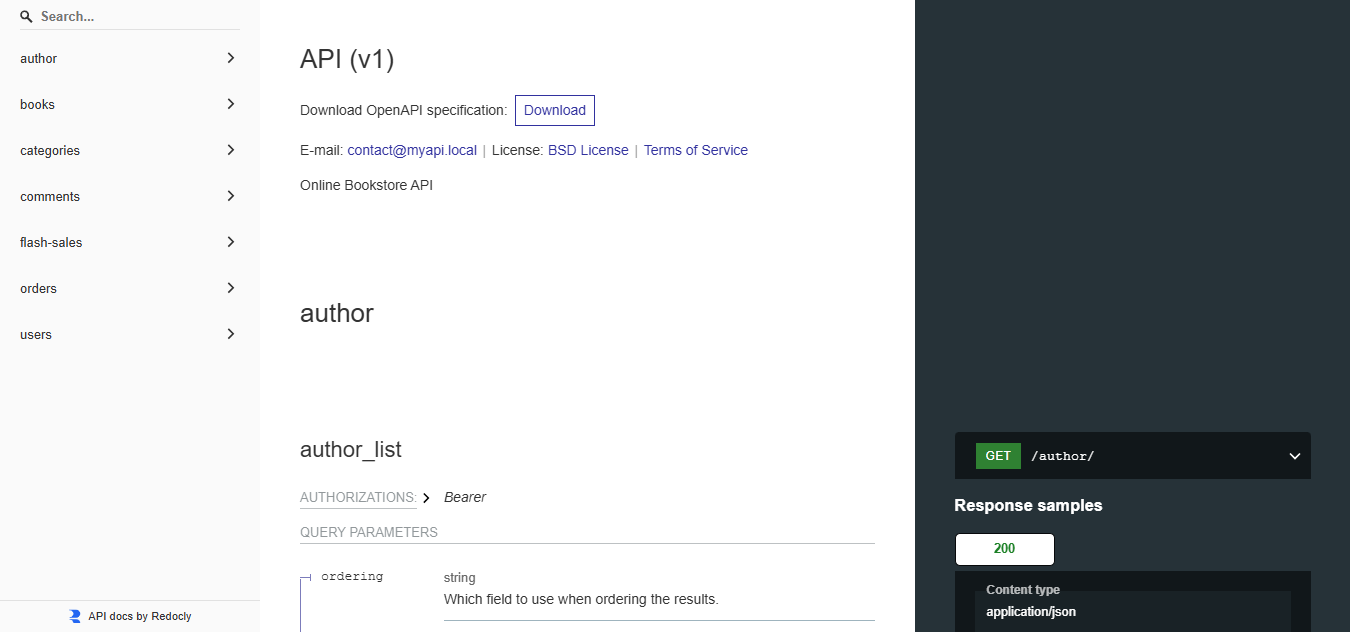 Search...
author
books
categories
comments
flash-sales
orders
users
API docs by Redocly
API (v1)
Download OpenAPI specification: Download
E-mail: contact@myapi.local | License: BSD License | Terms of Service
Online Bookstore API
author
author_list
AUTHORIZATIONS: Bearer
QUERY PARAMETERS
ordering string
Which field to use when ordering the results.
GET /author/
Response samples
200
Content type
application/json